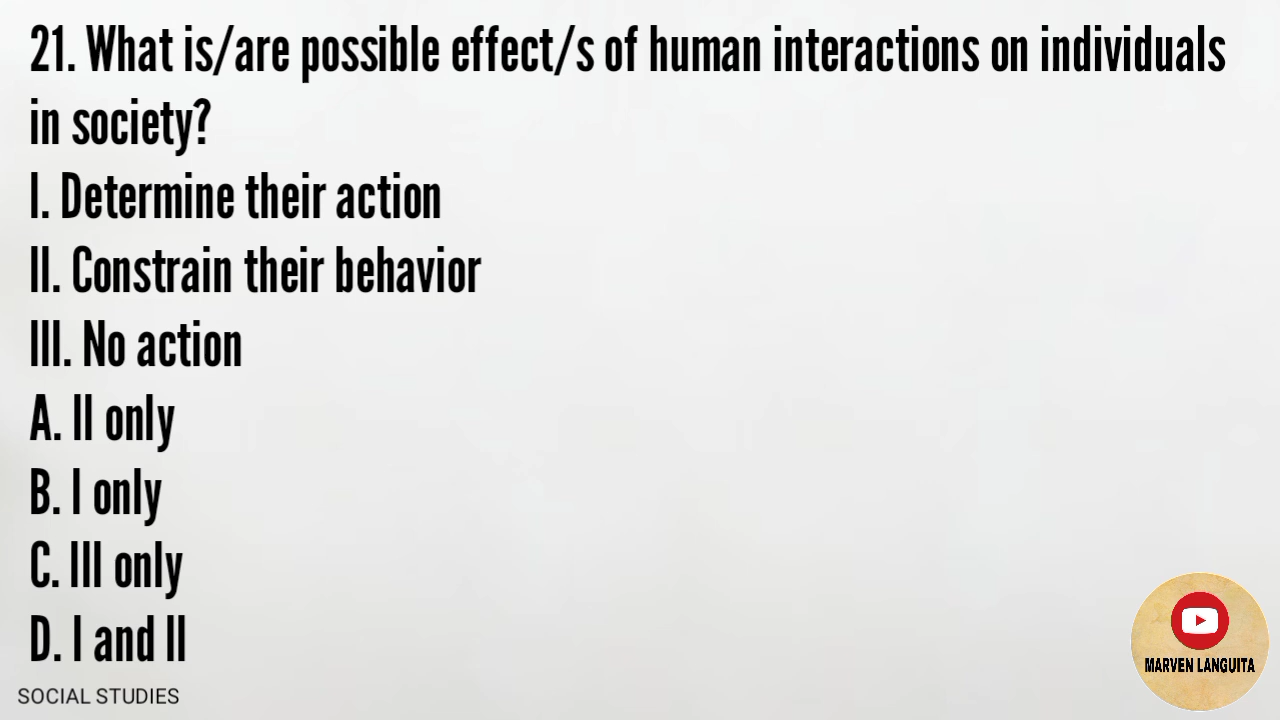 21. What is/are possible effect/s of human interactions on individuals
in society?
I. Determine their action
II. Constrain their behavior
III. No action
A. II only
B. I only
C. III only
D. I and II
SOCIAL STUDIES
MARVEN LANGUITA